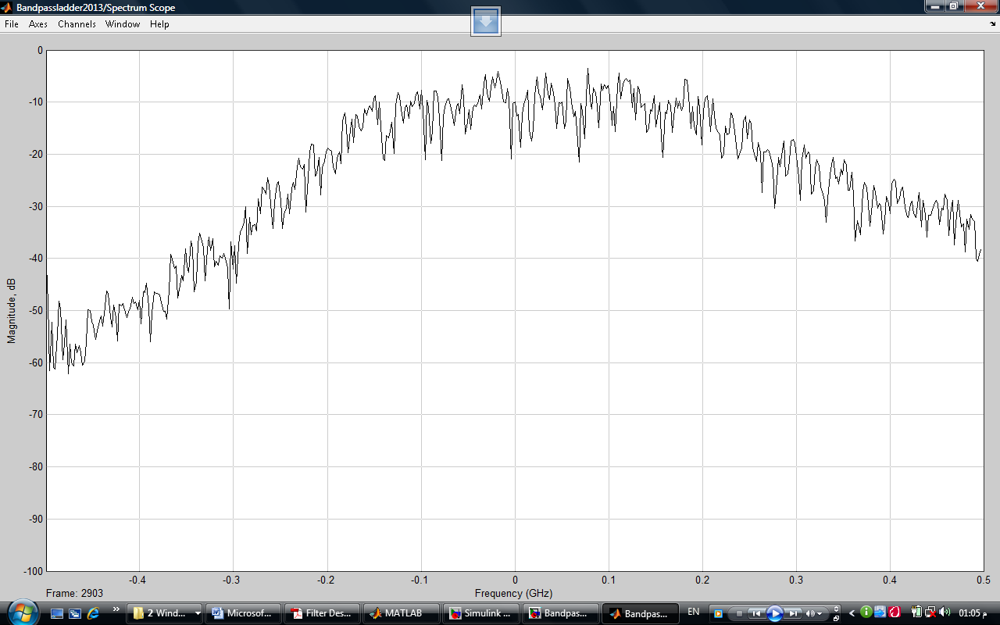 Bandpassladder2013/Spectrum Scope
File Axes Channels Window Help
0
-10
-20
-30
-40
-50
-60
-70
-80
-90
-100
Magnitude, dB
-0.4 -0.3 -0.2 -0.1 0 0.1 0.2 0.3 0.4 0.5
Frame: 2903
Frequency (GHz)
2 Wind... Microsof... Filter Des... MATLAB Simulink ... Bandpas... Bandpas... EN 01:05 م